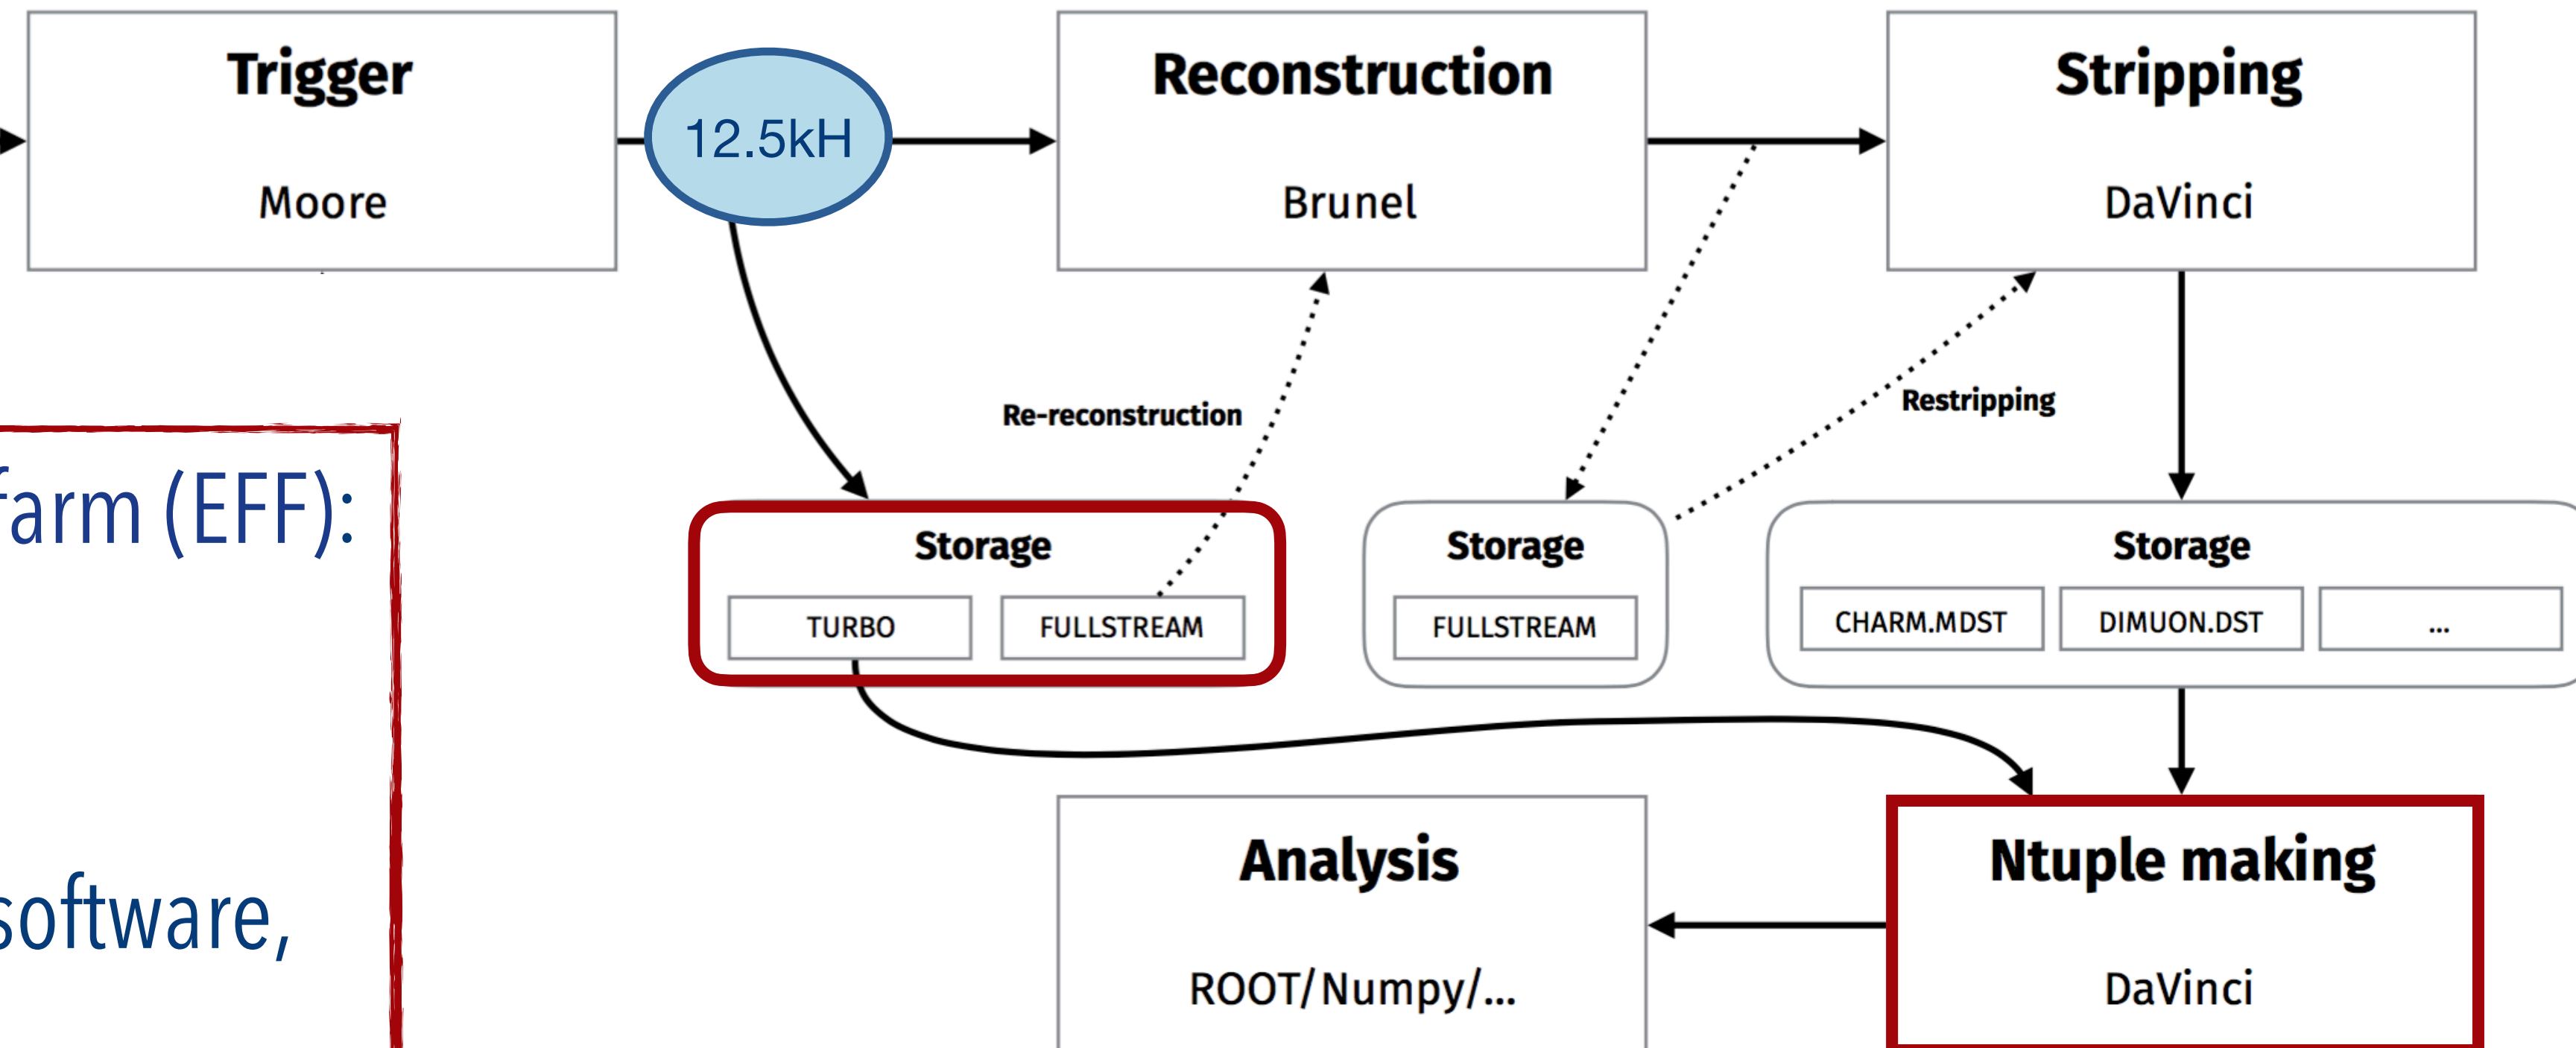 Trigger
Moore
12.5kH
Reconstruction
Brunel
Stripping
DaVinci
Re-reconstruction
Restripping
farm (EFF):
Storage
TURBO
FULLSTREAM
Storage
FULLSTREAM
Storage
CHARM.MDST
DIMUON.DST
...
software,
Analysis
ROOT/Numpy/...
Ntuple making
DaVinci